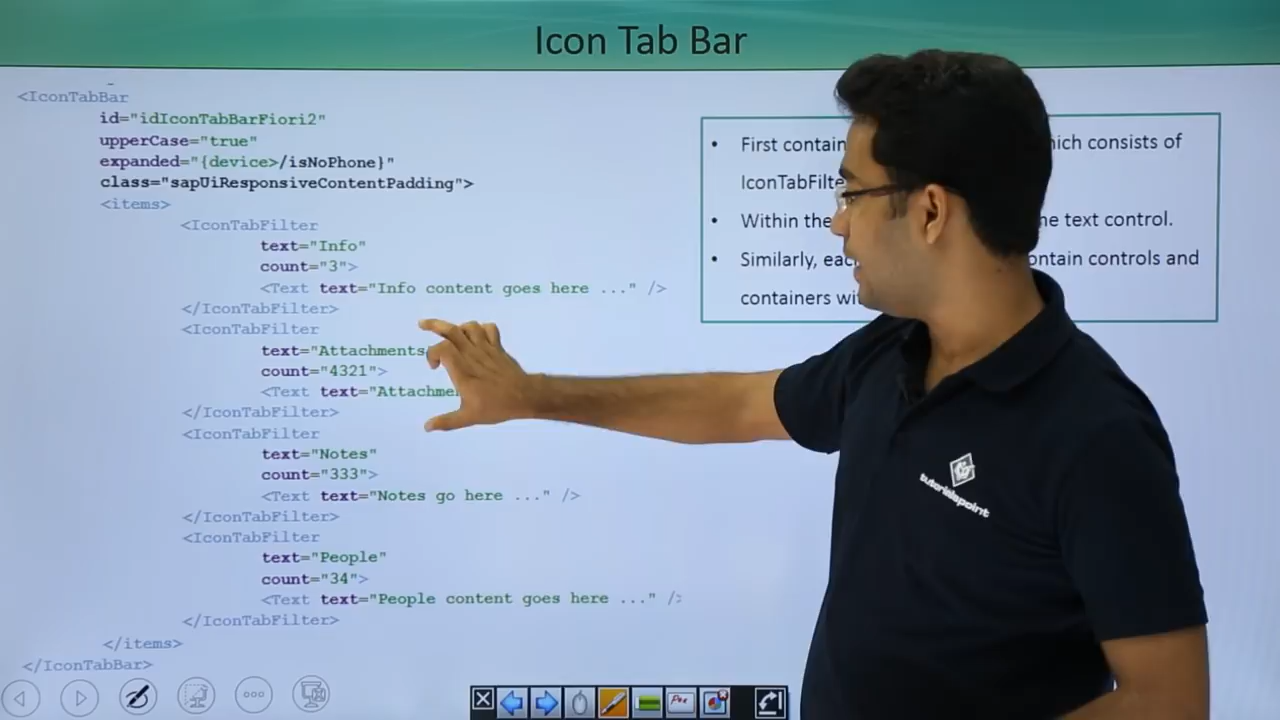 Icon Tab Bar
<IconTabBar
id="idIconTabBarFiori2"
upperCase="true"
expanded="{device>/isNoPhone}"
class="sapUiResponsiveContentPadding">
<items>
<IconTabFilter
text="Info"
count="3">
<Text text="Info content goes here ..." />
</IconTabFilter>
<IconTabFilter
text="Attachments
count="4321">
<Text text="Attachme
</IconTabFilter>
<IconTabFilter
text="Notes"
count="333">
<Text text="Notes go here ..." />
</IconTabFilter>
<IconTabFilter
text="People"
count="34">
<Text text="People content goes here ..." />
</IconTabFilter>
</items>
</IconTabBar>
• First contain hich consists of
IconTabFilte
• Within the text control.
• Similarly, eac ontain controls and
containers wi
tutorialspoint